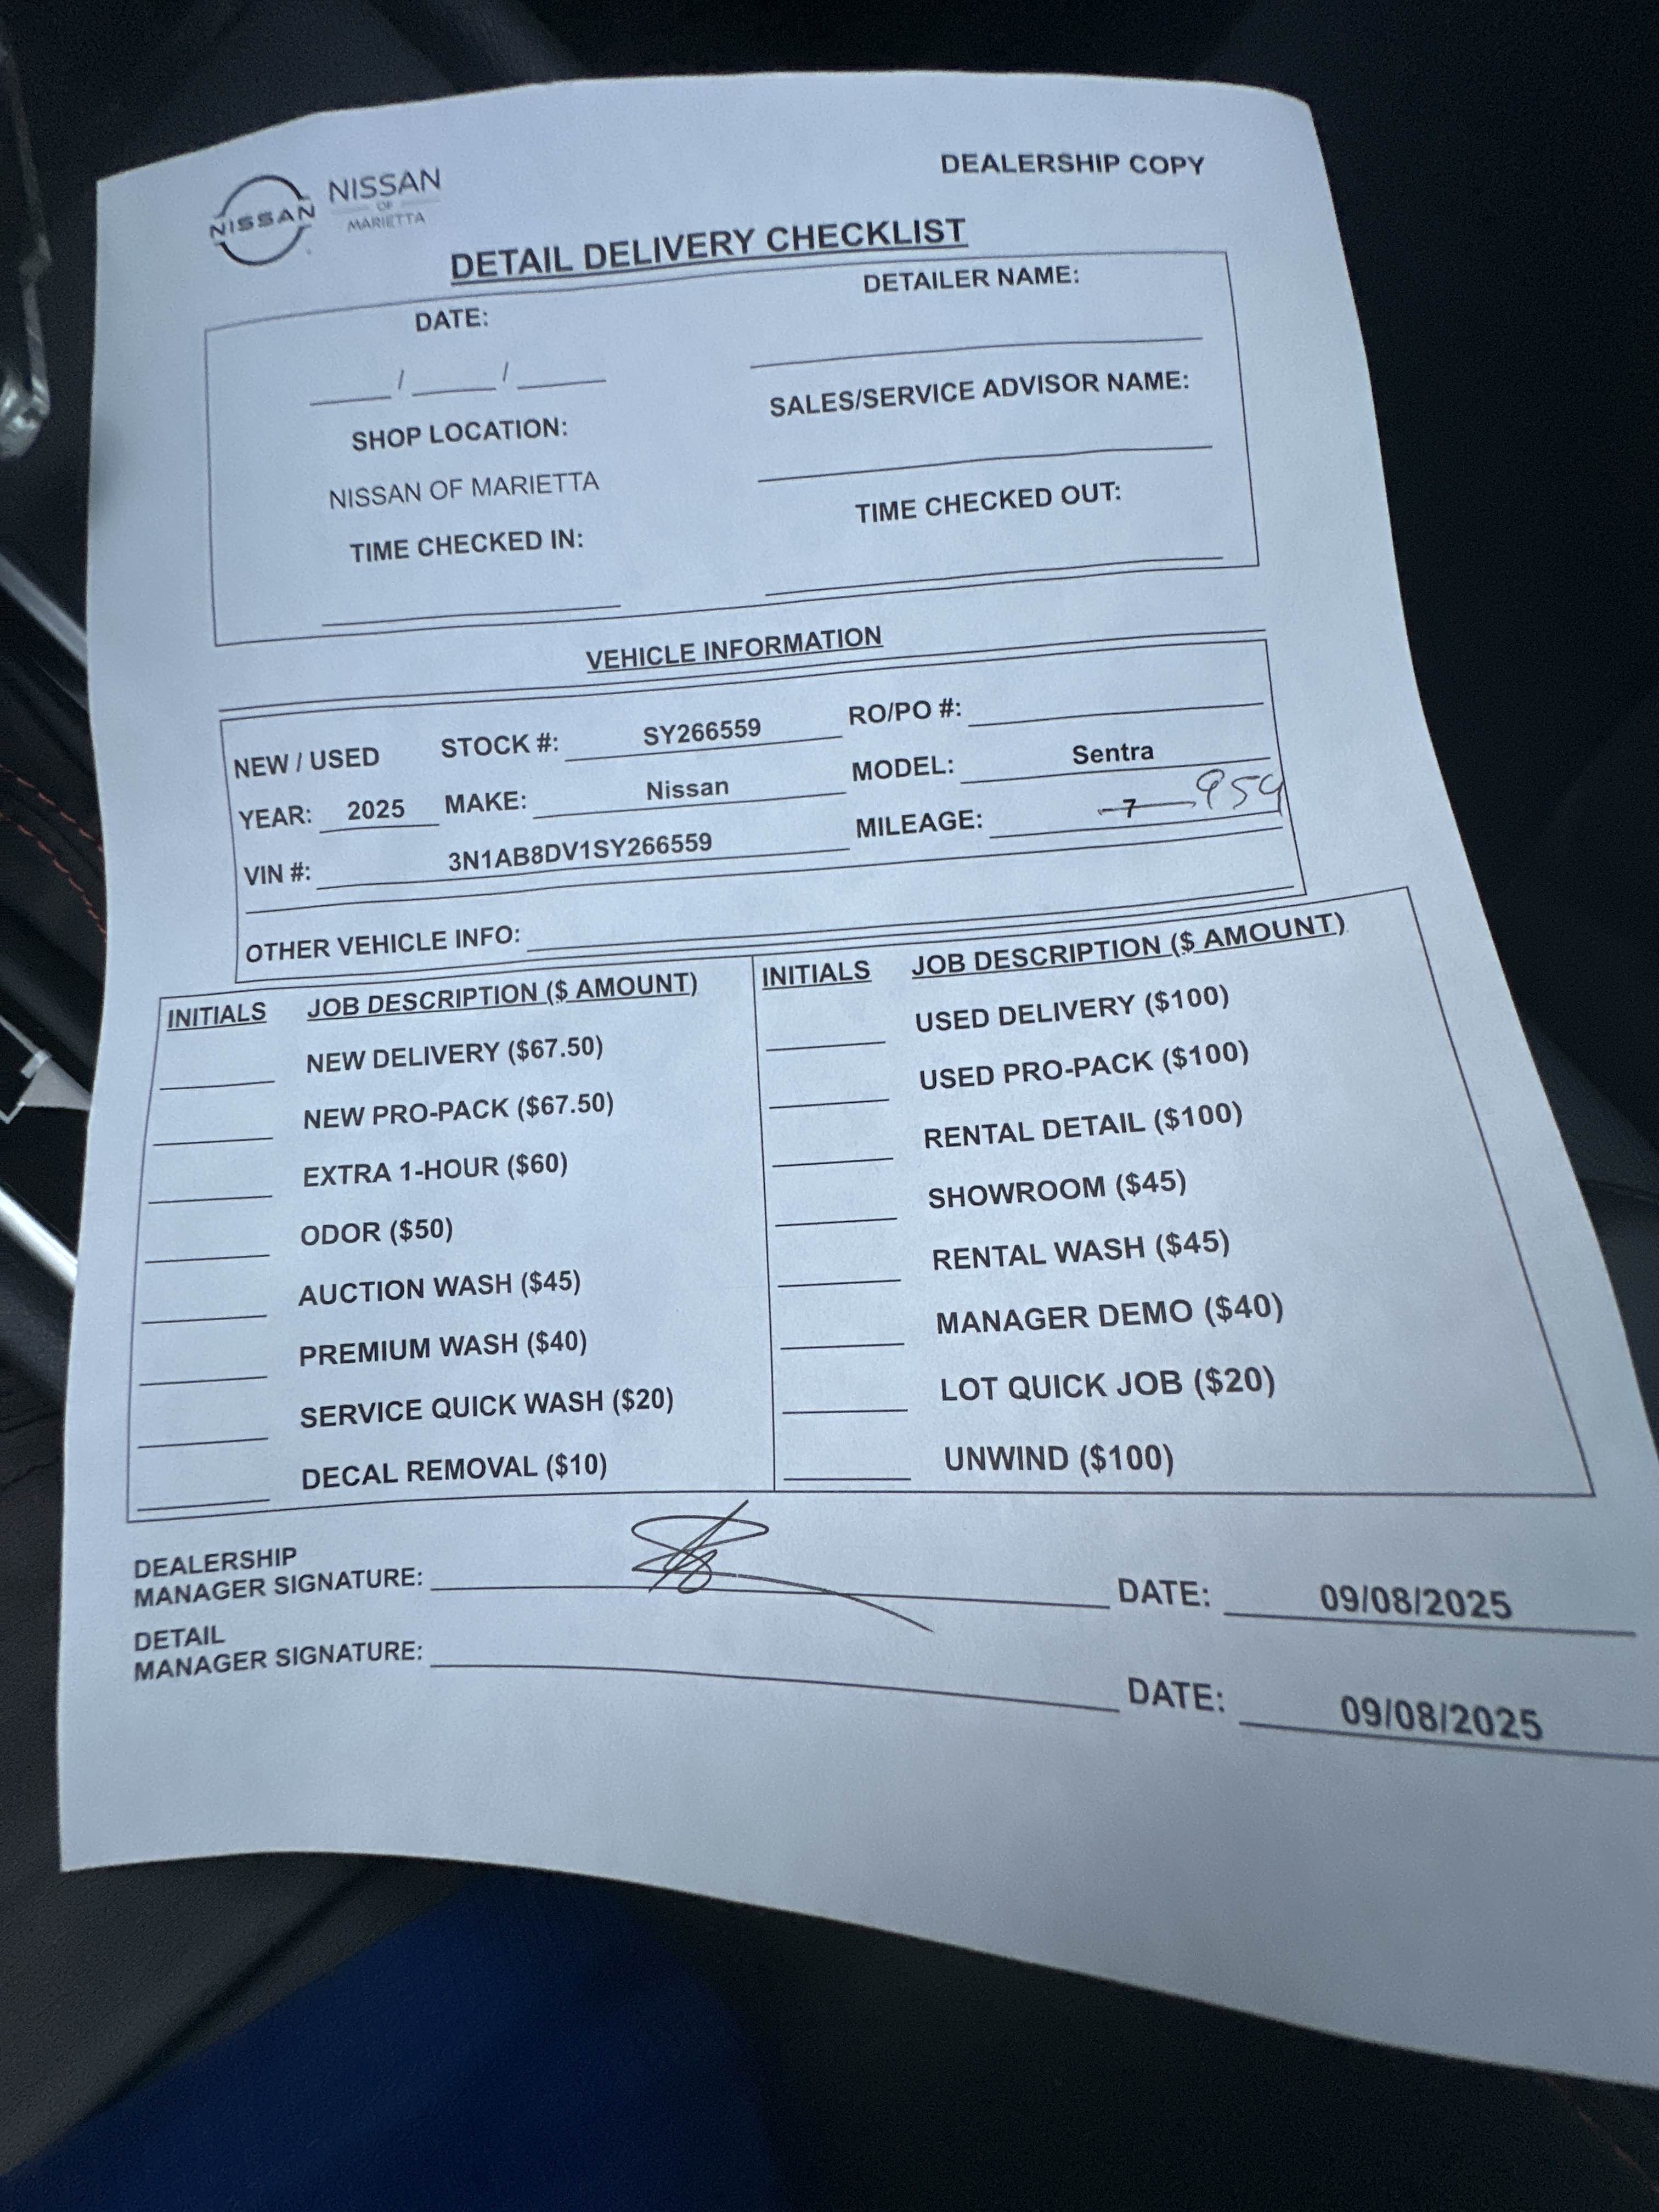 DEALERSHIP COPY
NISSAN NISSAN
OF
MARIETTA
DETAIL DELIVERY CHECKLIST
DATE:
DETAILER NAME:
____ / ____ / ____
SHOP LOCATION:
SALES/SERVICE ADVISOR NAME:
NISSAN OF MARIETTA
TIME CHECKED IN:
TIME CHECKED OUT:
VEHICLE INFORMATION
NEW / USED STOCK #: SY266559 RO/PO #:
YEAR: 2025 MAKE: Nissan MODEL: Sentra
VIN #: 3N1AB8DV1SY266559 MILEAGE: 7 959
OTHER VEHICLE INFO:
INITIALS JOB DESCRIPTION ($ AMOUNT)
NEW DELIVERY ($67.50)
NEW PRO-PACK ($67.50)
EXTRA 1-HOUR ($60)
ODOR ($50)
AUCTION WASH ($45)
PREMIUM WASH ($40)
SERVICE QUICK WASH ($20)
DECAL REMOVAL ($10)
INITIALS JOB DESCRIPTION ($ AMOUNT)
USED DELIVERY ($100)
USED PRO-PACK ($100)
RENTAL DETAIL ($100)
SHOWROOM ($45)
RENTAL WASH ($45)
MANAGER DEMO ($40)
LOT QUICK JOB ($20)
UNWIND ($100)
DEALERSHIP
MANAGER SIGNATURE: DATE: 09/08/2025
DETAIL
MANAGER SIGNATURE: DATE: 09/08/2025